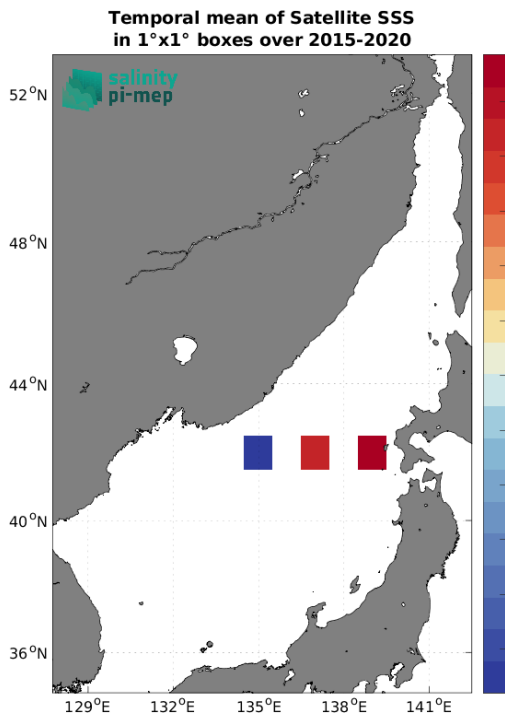 Temporal mean of Satellite SSS
in 1°x1° boxes over 2015-2020
salinity
pi-mep
52°N
48°N
44°N
40°N
36°N
129°E 132°E 135°E 138°E 141°E